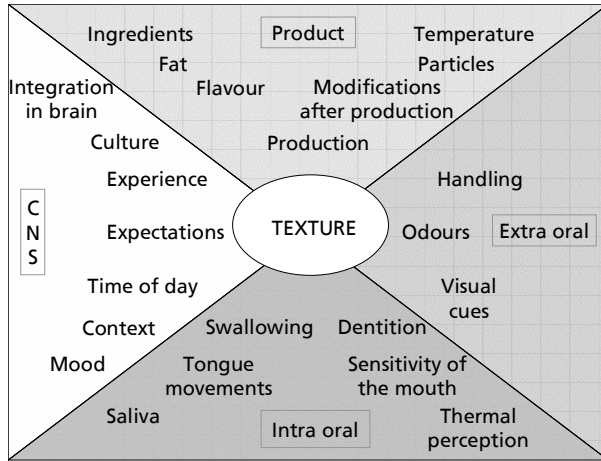 Ingredients
Product
Temperature
Fat
Particles
Flavour
Modifications
after production
Production
Integration
in brain
Culture
Experience
Expectations
Time of day
Context
Mood
C
N
S
TEXTURE
Handling
Odours
Extra oral
Visual
cues
Swallowing
Dentition
Tongue
movements
Sensitivity of
the mouth
Saliva
Intra oral
Thermal
perception